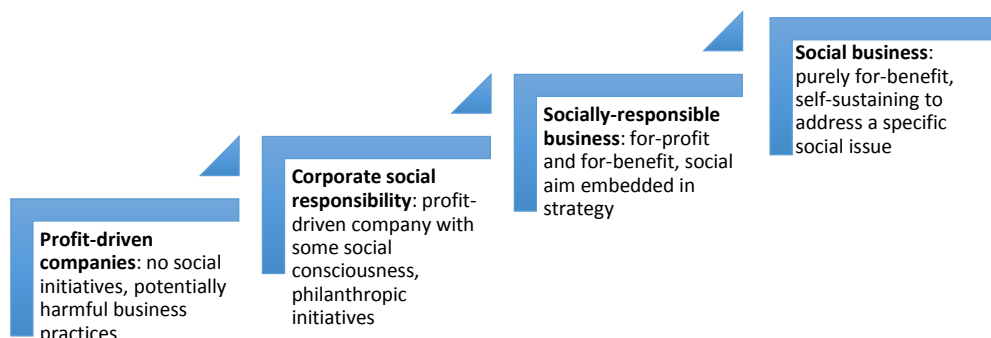 Profit-driven
companies: no social
initiatives, potentially
harmful business
practices
Corporate social
responsibility: profit-
driven company with
some social
consciousness,
philanthropic
initiatives
Socially-responsible
business: for-profit
and for-benefit, social
aim embedded in
strategy
Social business:
purely for-benefit,
self-sustaining to
address a specific
social issue